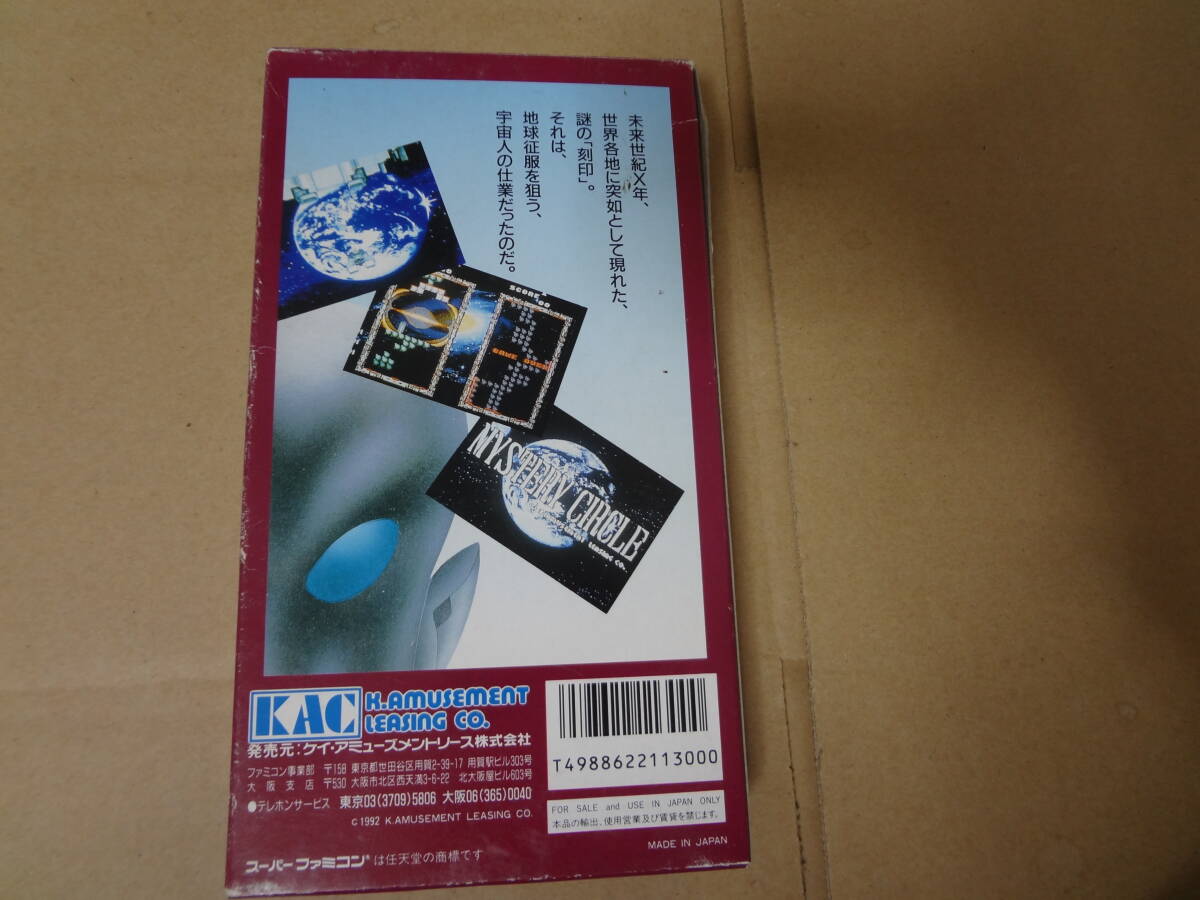 未来世紀X年、
世界各地に突如として現れた、
謎の「刻印」。
それは、
地球征服を狙う、
宇宙人の仕業だったのだ。
SCORE
GAME OVER
MYSTERY CIRCLE
LEASING CO.
KAC
K.AMUSEMENT
LEASING CO.
発売元:ケイ・アミューズメントリース株式会社
ファミコン事業部 〒158 東京都世田谷区用賀2-39-17 用賀駅ビル303号
大阪支店 〒530 大阪市北区西天満3-6-22 北大阪屋ビル603号
●テレホンサービス 東京03(3709)5806 大阪06(365)0040
C1992 K.AMUSEMENT LEASING CO.
スーパーファミコン®は任天堂の商標です
T4988622113000
FOR SALE and USE IN JAPAN ONLY
本品の輸出、使用営業及び賃貸を禁じます。
MADE IN JAPAN